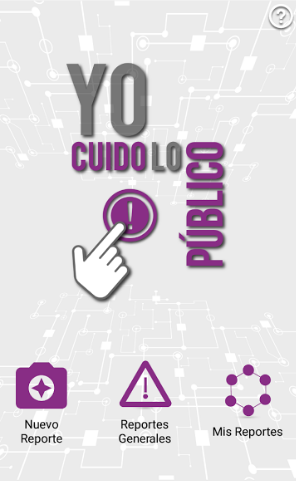 ?
YO
CUIDO LO
PÚBLICO
!
Nuevo
Reporte
!
Reportes
Generales
Mis Reportes